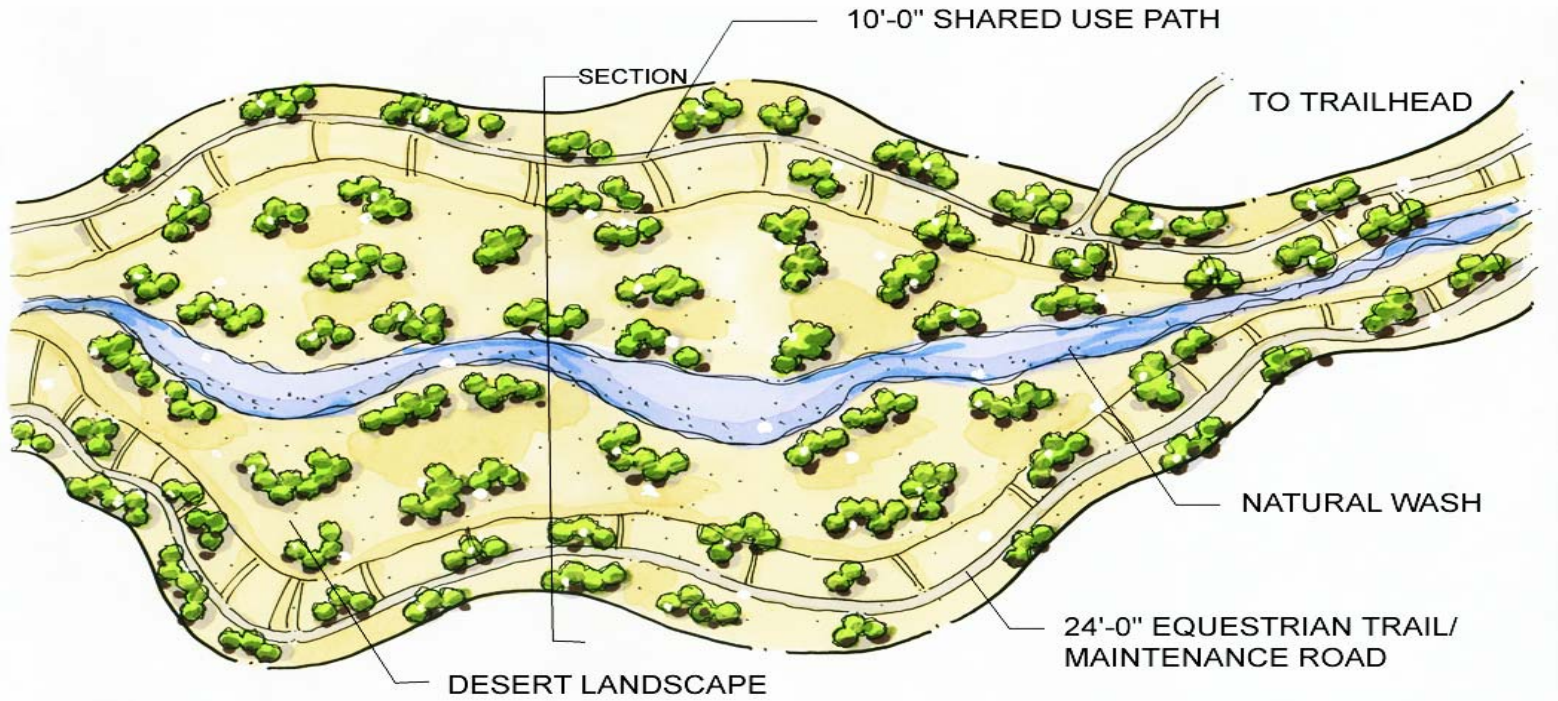 10'-0" SHARED USE PATH
SECTION
TO TRAILHEAD
NATURAL WASH
24'-0" EQUESTRIAN TRAIL/
MAINTENANCE ROAD
DESERT LANDSCAPE